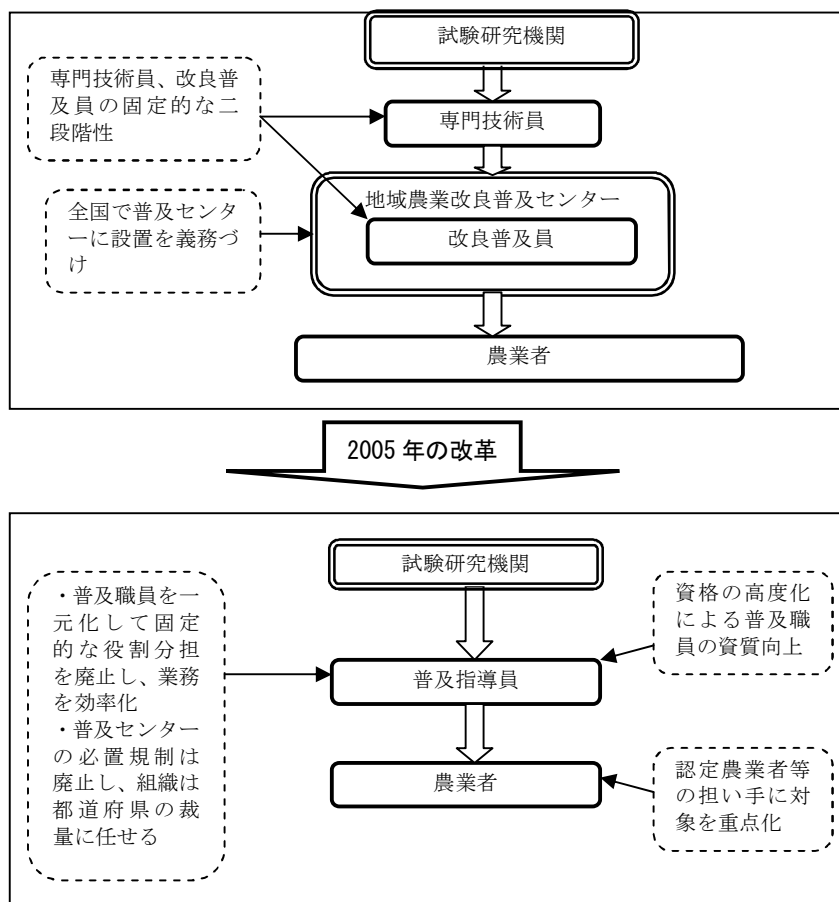 試験研究機関
専門技術員、改良普
及員の固定的な二
段階性
専門技術員
地域農業改良普及センター
全国で普及センタ
ーに設置を義務づ
け
改良普及員
農業者
2005 年の改革
試験研究機関
・普及職員を一
元化して固定
的な役割分担
を廃止し、業務
を効率化
・普及センター
の必置規制は
廃止し、組織は
都道府県の裁
量に任せる
資格の高度化
による普及職
員の資質向上
普及指導員
農業者
認定農業者等
の担い手に対
象を重点化